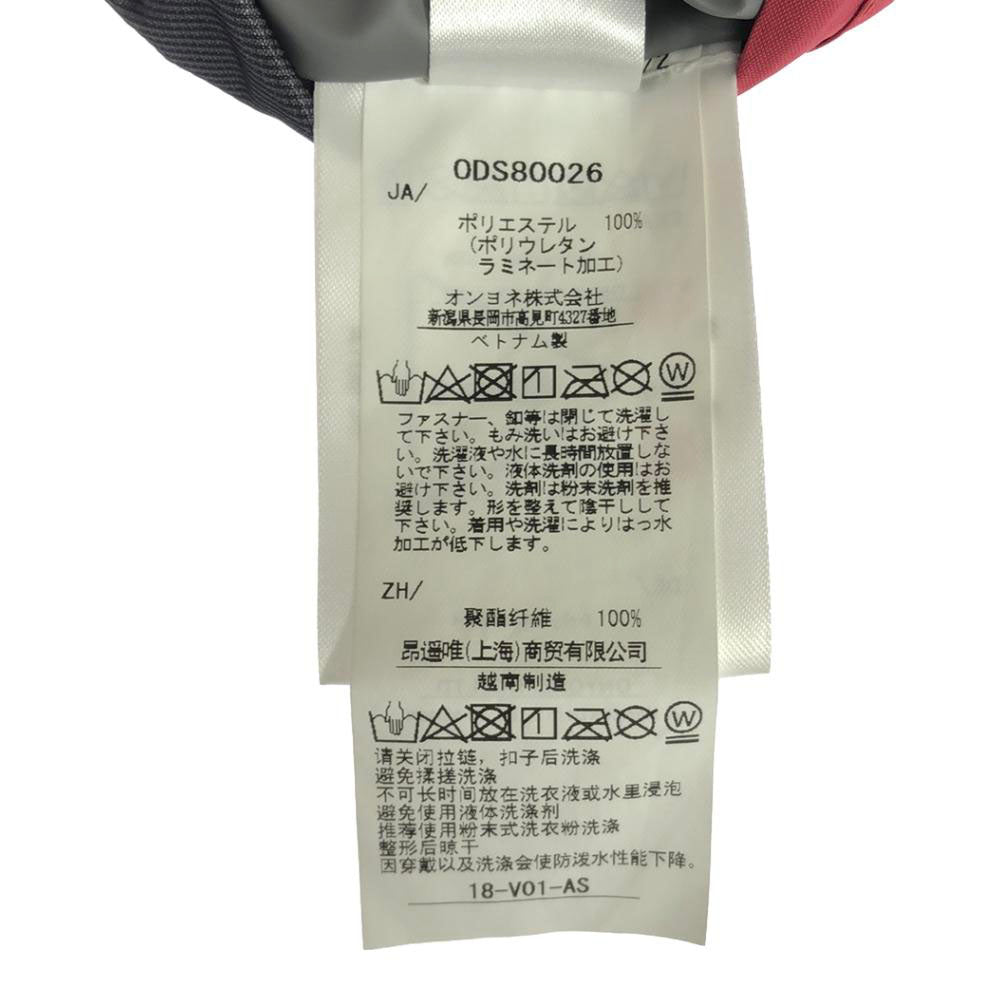 ODS80026
JA/
ポリエステル 100%
(ポリウレタン
ラミネート加工)
オンヨネ株式会社
新潟県長岡市高見町4327番地
ベトナム製
W
ファスナー、釦等は閉じて洗濯し
て下さい。もみ洗いはお避け下さ
い。洗濯液や水に長時間放置しな
いで下さい。液体洗剤の使用はお
避け下さい。洗剤は粉末洗剤を推
奨します。形を整えて陰干しして
下さい。着用や洗濯によりはっ水
加工が低下します。
ZH/
聚酯纤維 100%
昂遥唯(上海)商贸有限公司
越南制造
W
请关闭拉链，扣子后洗涤
避免揉搓洗涤
不可长时间放在洗衣液或水里浸泡
避免使用液体洗涤剂
推荐使用粉末式洗衣粉洗涤
整形后晾干
因穿戴以及洗涤会使防泼水性能下降。
18-V01-AS